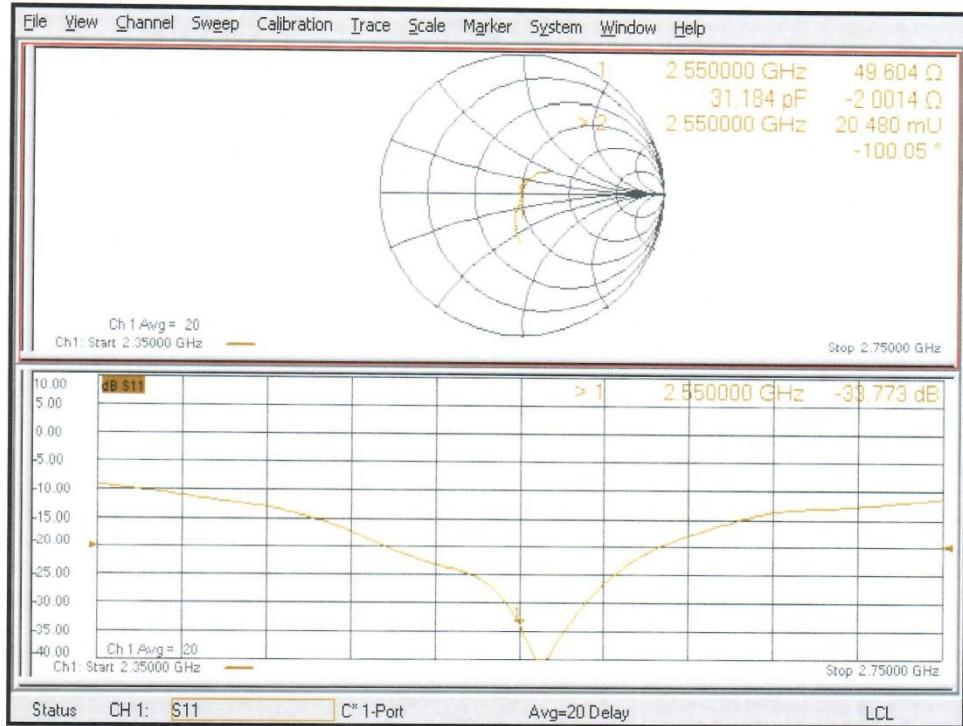 File View Channel Sweep Calibration Trace Scale Marker System Window Help
1: 2.550000 GHz 49.604 Ω
31.184 pF -2.0014 Ω
> 2: 2.550000 GHz 20.480 mU
-100.05 °
Ch 1 Avg = 20
Ch1: Start 2.35000 GHz
Stop 2.75000 GHz
dB S11
> 1: 2.550000 GHz -33.773 dB
10.00
5.00
0.00
-5.00
-10.00
-15.00
-20.00
-25.00
-30.00
-35.00
-40.00
1
Ch 1 Avg = 20
Ch1: Start 2.35000 GHz
Stop 2.75000 GHz
Status CH 1: S11 C* 1-Port Avg=20 Delay LCL